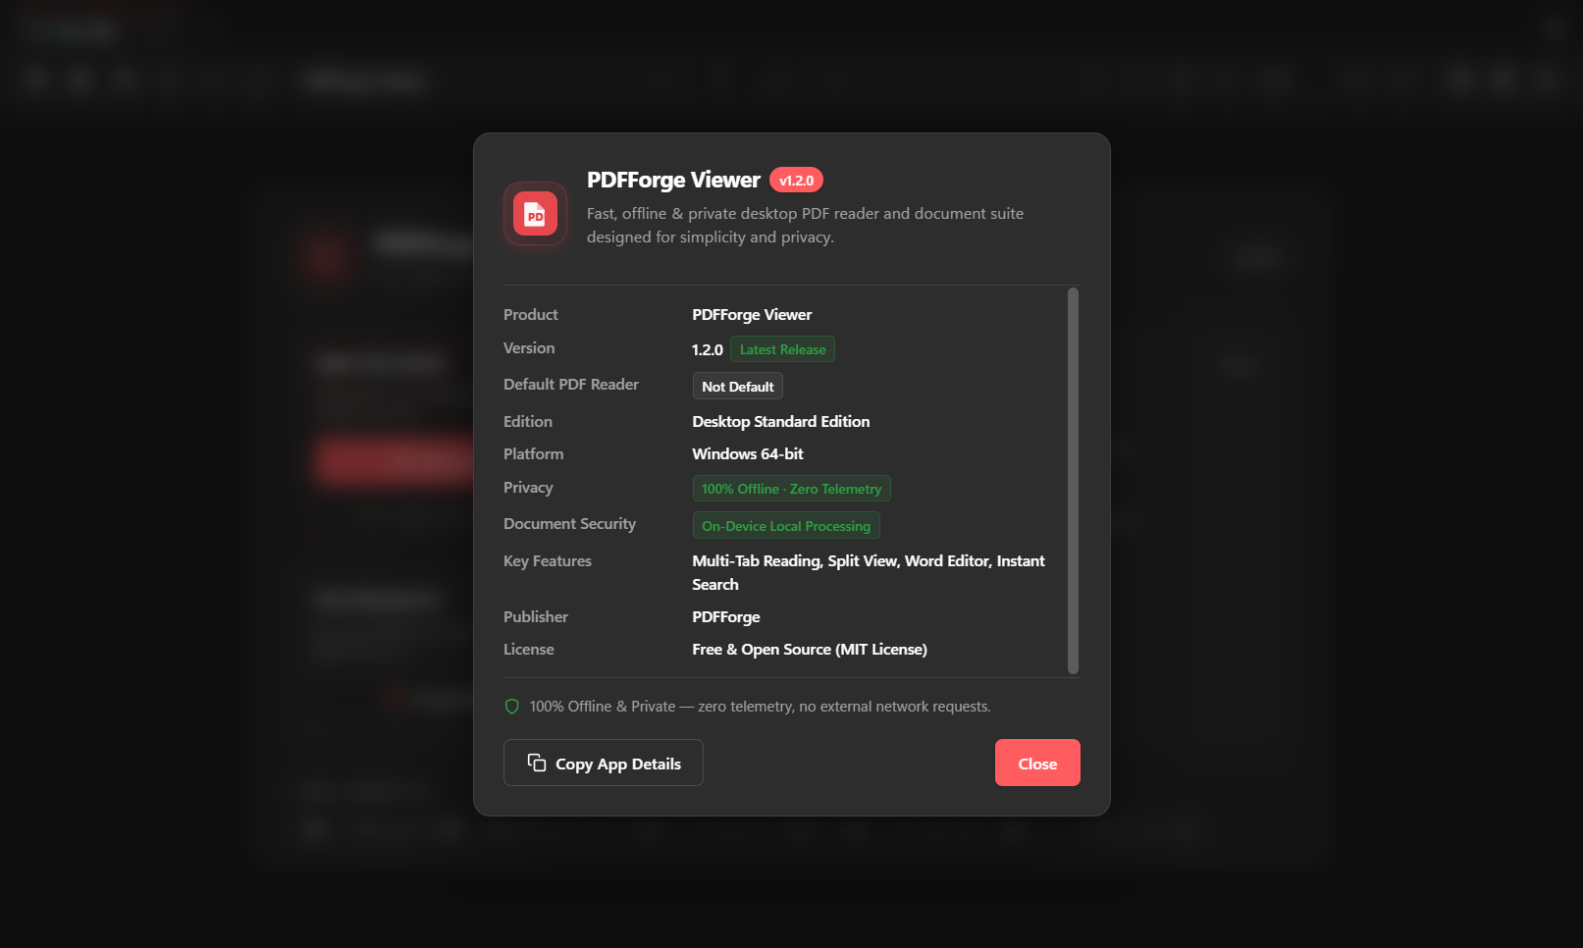 PDFForge Viewer v1.2.0
PD
Fast, offline & private desktop PDF reader and document suite
designed for simplicity and privacy.
Product PDFForge Viewer
Version 1.2.0 Latest Release
Default PDF Reader Not Default
Edition Desktop Standard Edition
Platform Windows 64-bit
Privacy 100% Offline · Zero Telemetry
Document Security On-Device Local Processing
Key Features Multi-Tab Reading, Split View, Word Editor, Instant
Search
Publisher PDFForge
License Free & Open Source (MIT License)
100% Offline & Private — zero telemetry, no external network requests.
Copy App Details Close